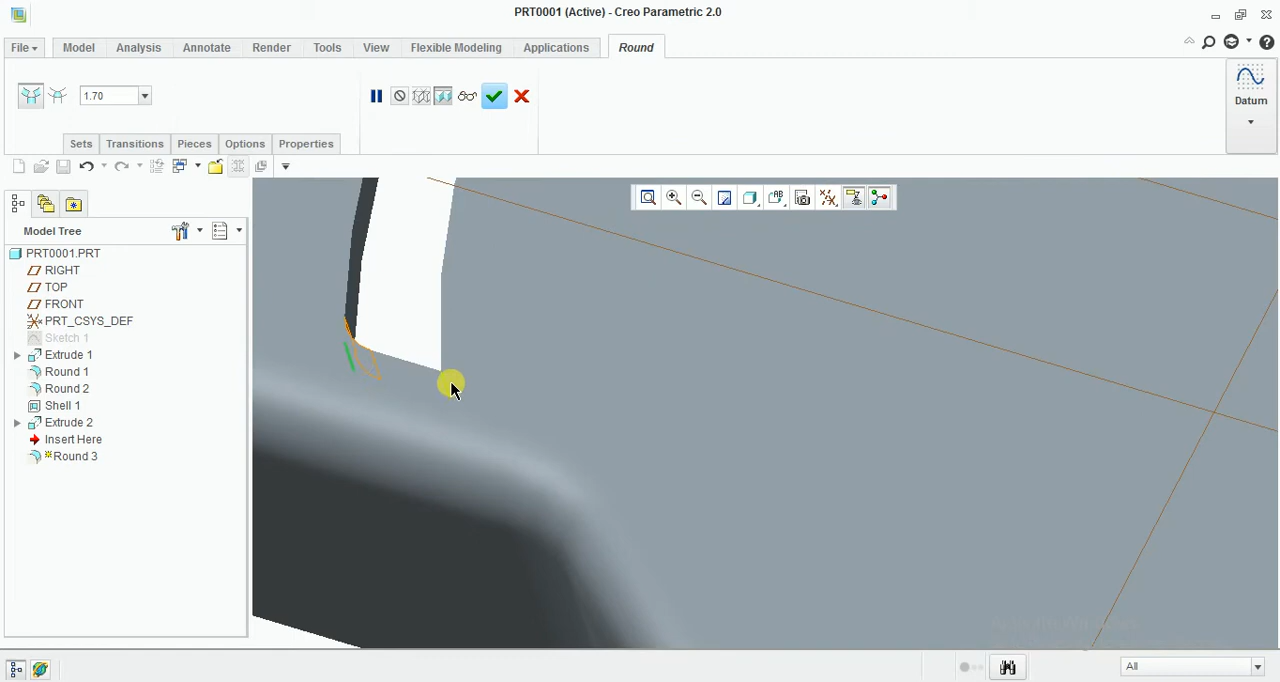 PRT0001 (Active) - Creo Parametric 2.0
File Model Analysis Annotate Render Tools View Flexible Modeling Applications Round
1.70
Datum
Sets Transitions Pieces Options Properties
Model Tree
PRT0001.PRT
RIGHT
TOP
FRONT
PRT_CSYS_DEF
Sketch 1
Extrude 1
Round 1
Round 2
Shell 1
Extrude 2
Insert Here
Round 3
All